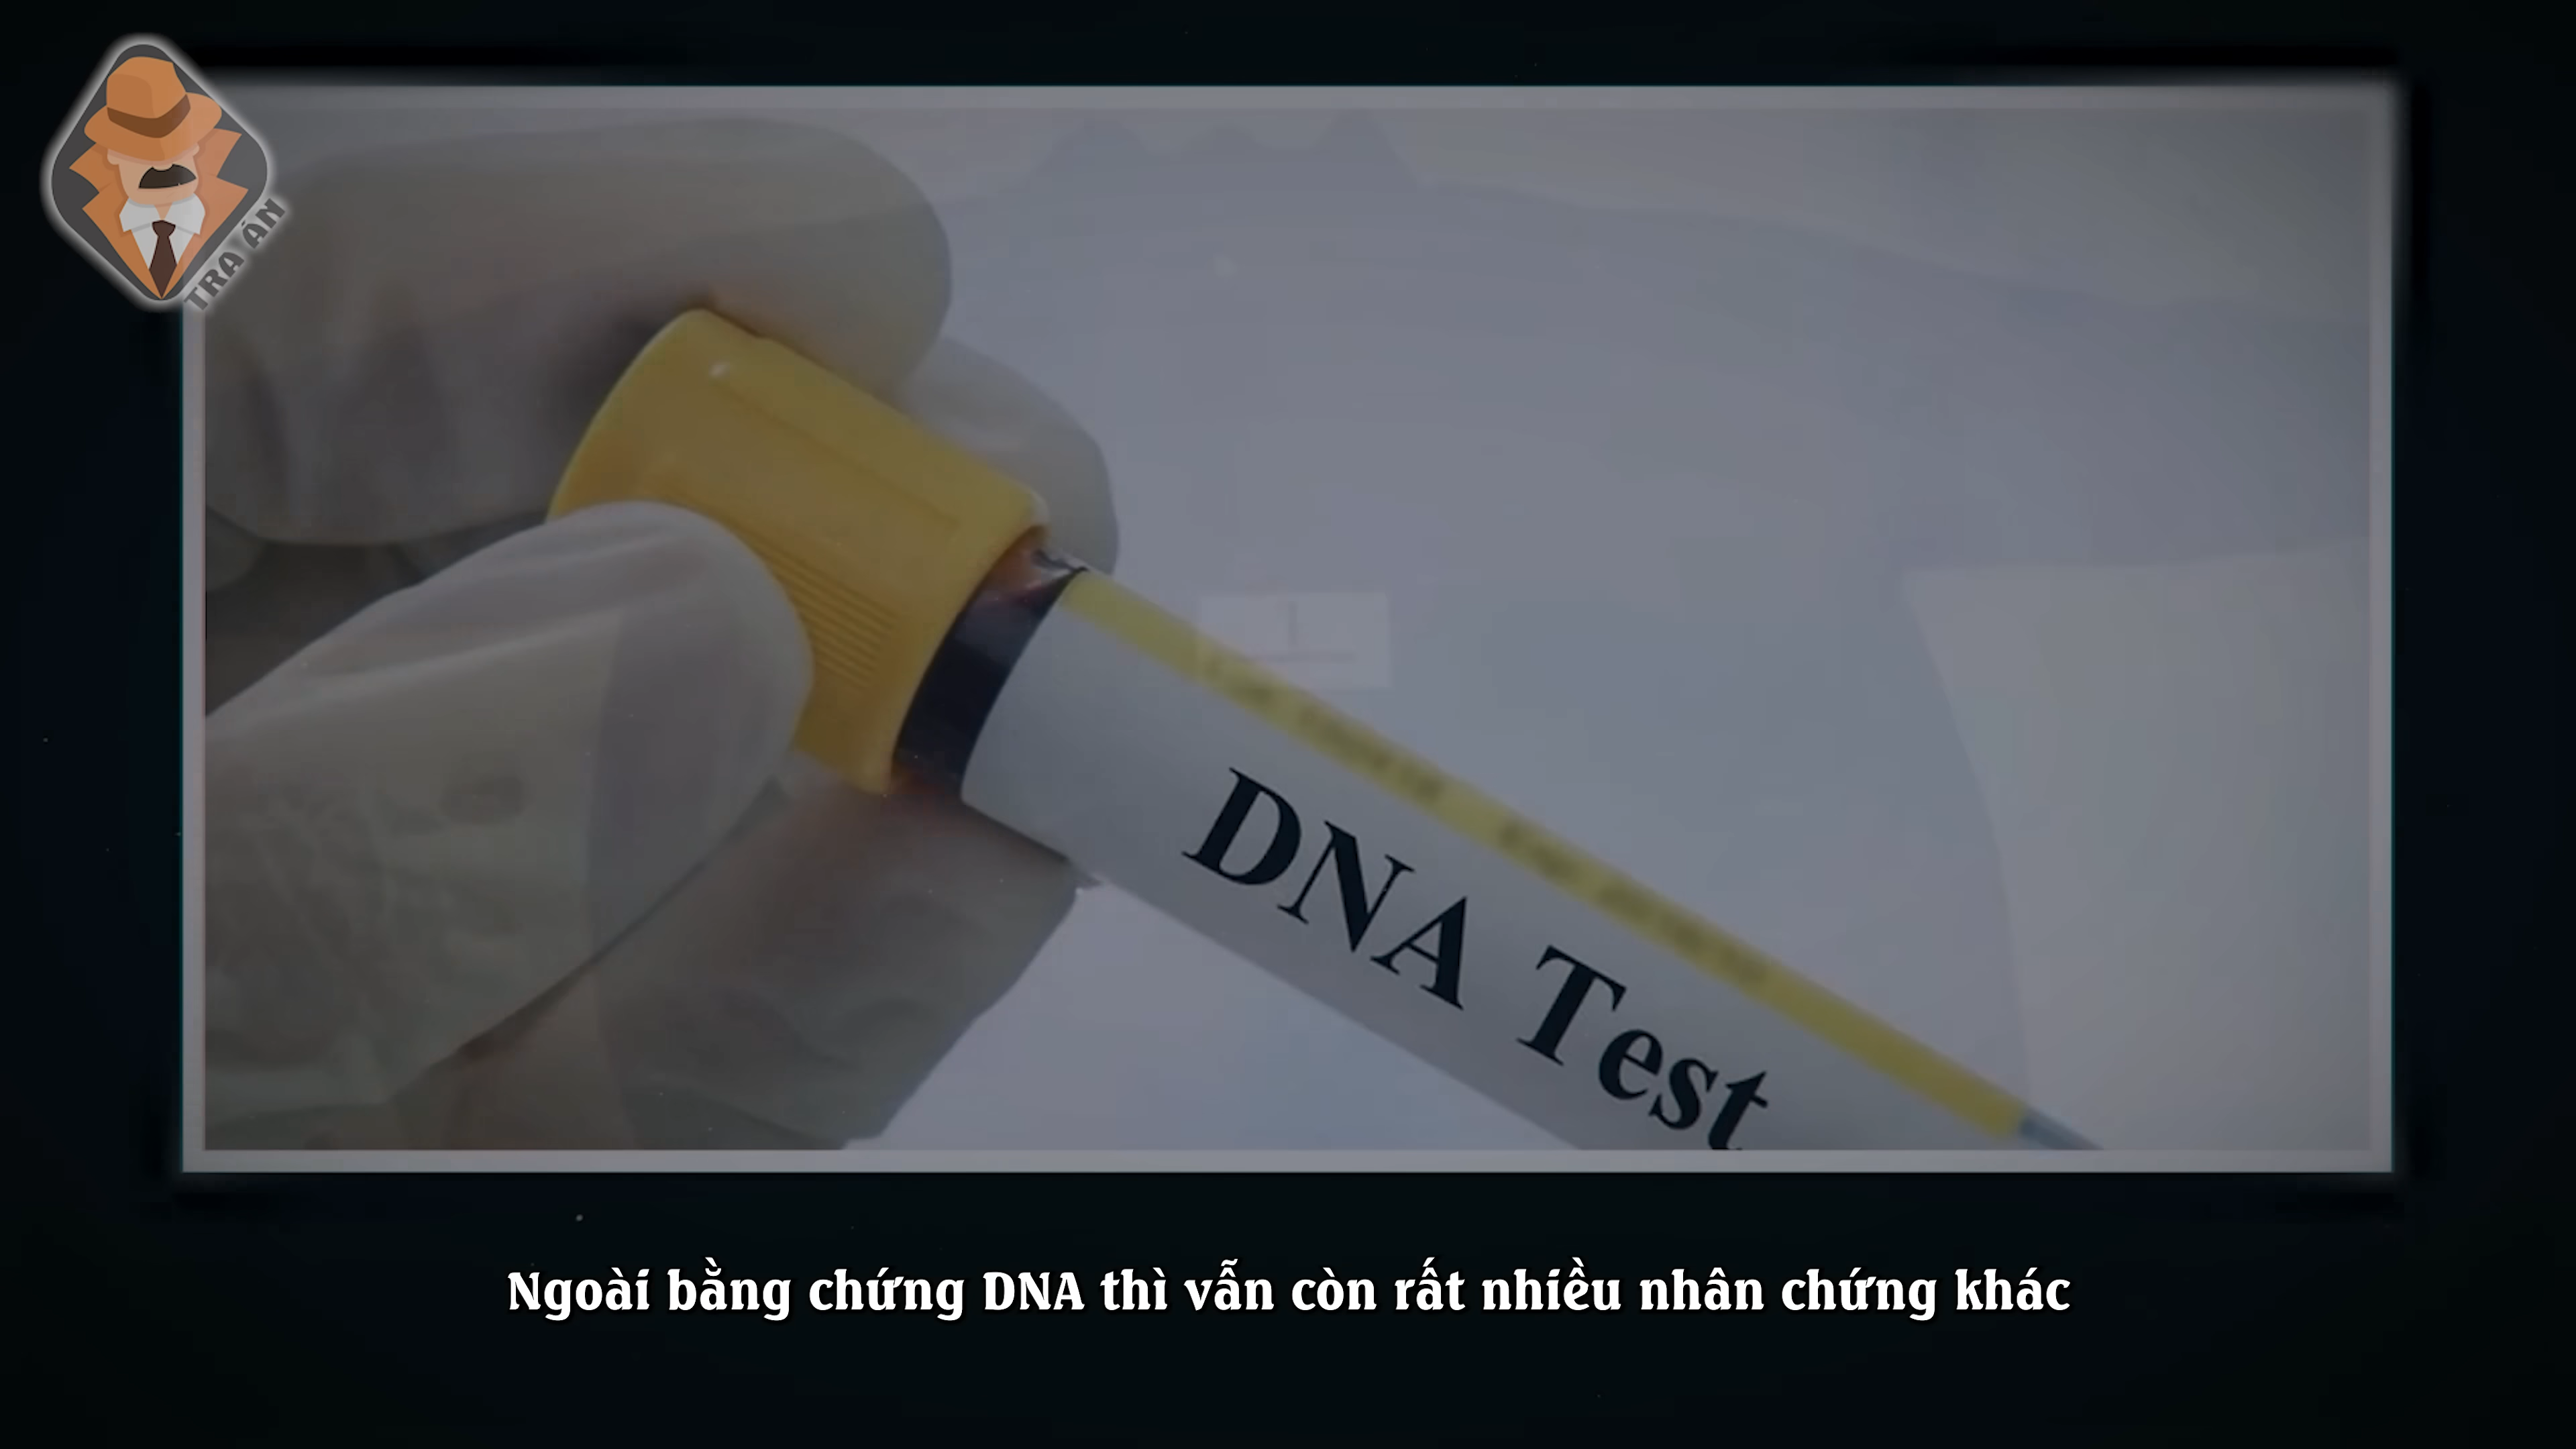 TRA ÁN
DNA Test
Ngoài bằng chứng DNA thì vẫn còn rất nhiều nhân chứng khác